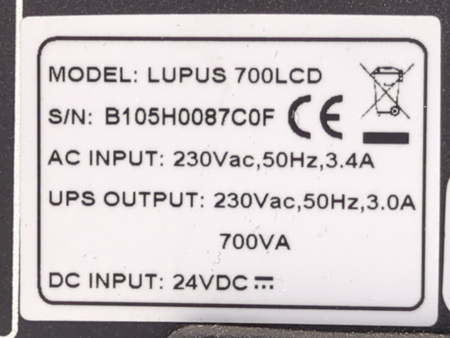 MODEL: LUPUS 700LCD
S/N: B105H0087C0F CE
AC INPUT: 230Vac,50Hz,3.4A
UPS OUTPUT: 230Vac,50Hz,3.0A
700VA
DC INPUT: 24VDC ⎓